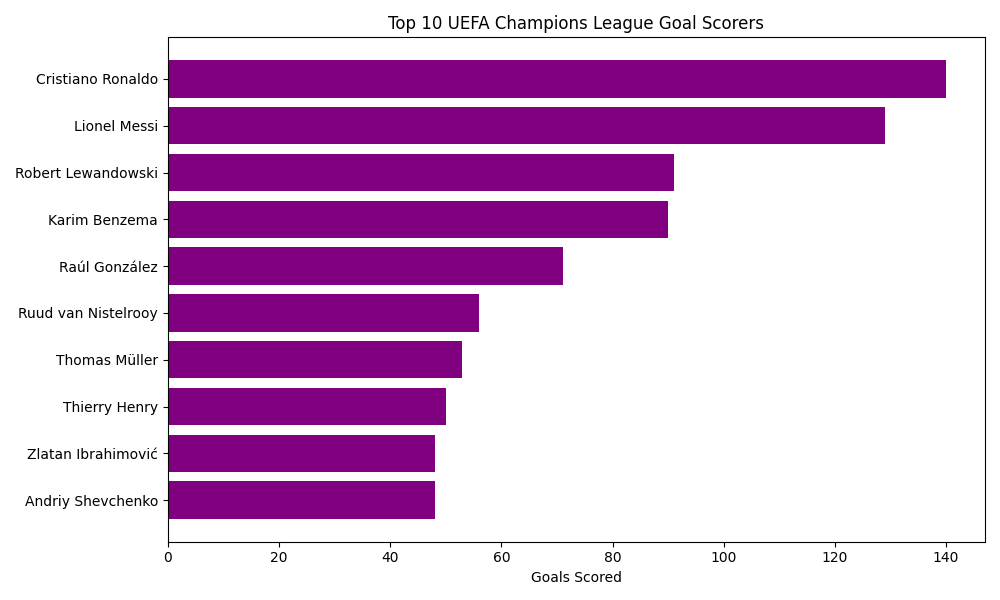 Top 10 UEFA Champions League Goal Scorers
Cristiano Ronaldo
Lionel Messi
Robert Lewandowski
Karim Benzema
Raúl González
Ruud van Nistelrooy
Thomas Müller
Thierry Henry
Zlatan Ibrahimović
Andriy Shevchenko
0 20 40 60 80 100 120 140
Goals Scored